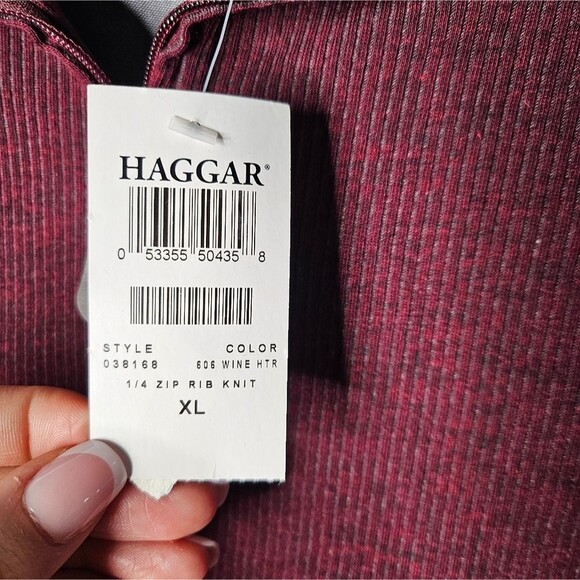 HAGGAR®
0 53355 50435 8
STYLE COLOR
038168 606 WINE HTR
1/4 ZIP RIB KNIT
XL